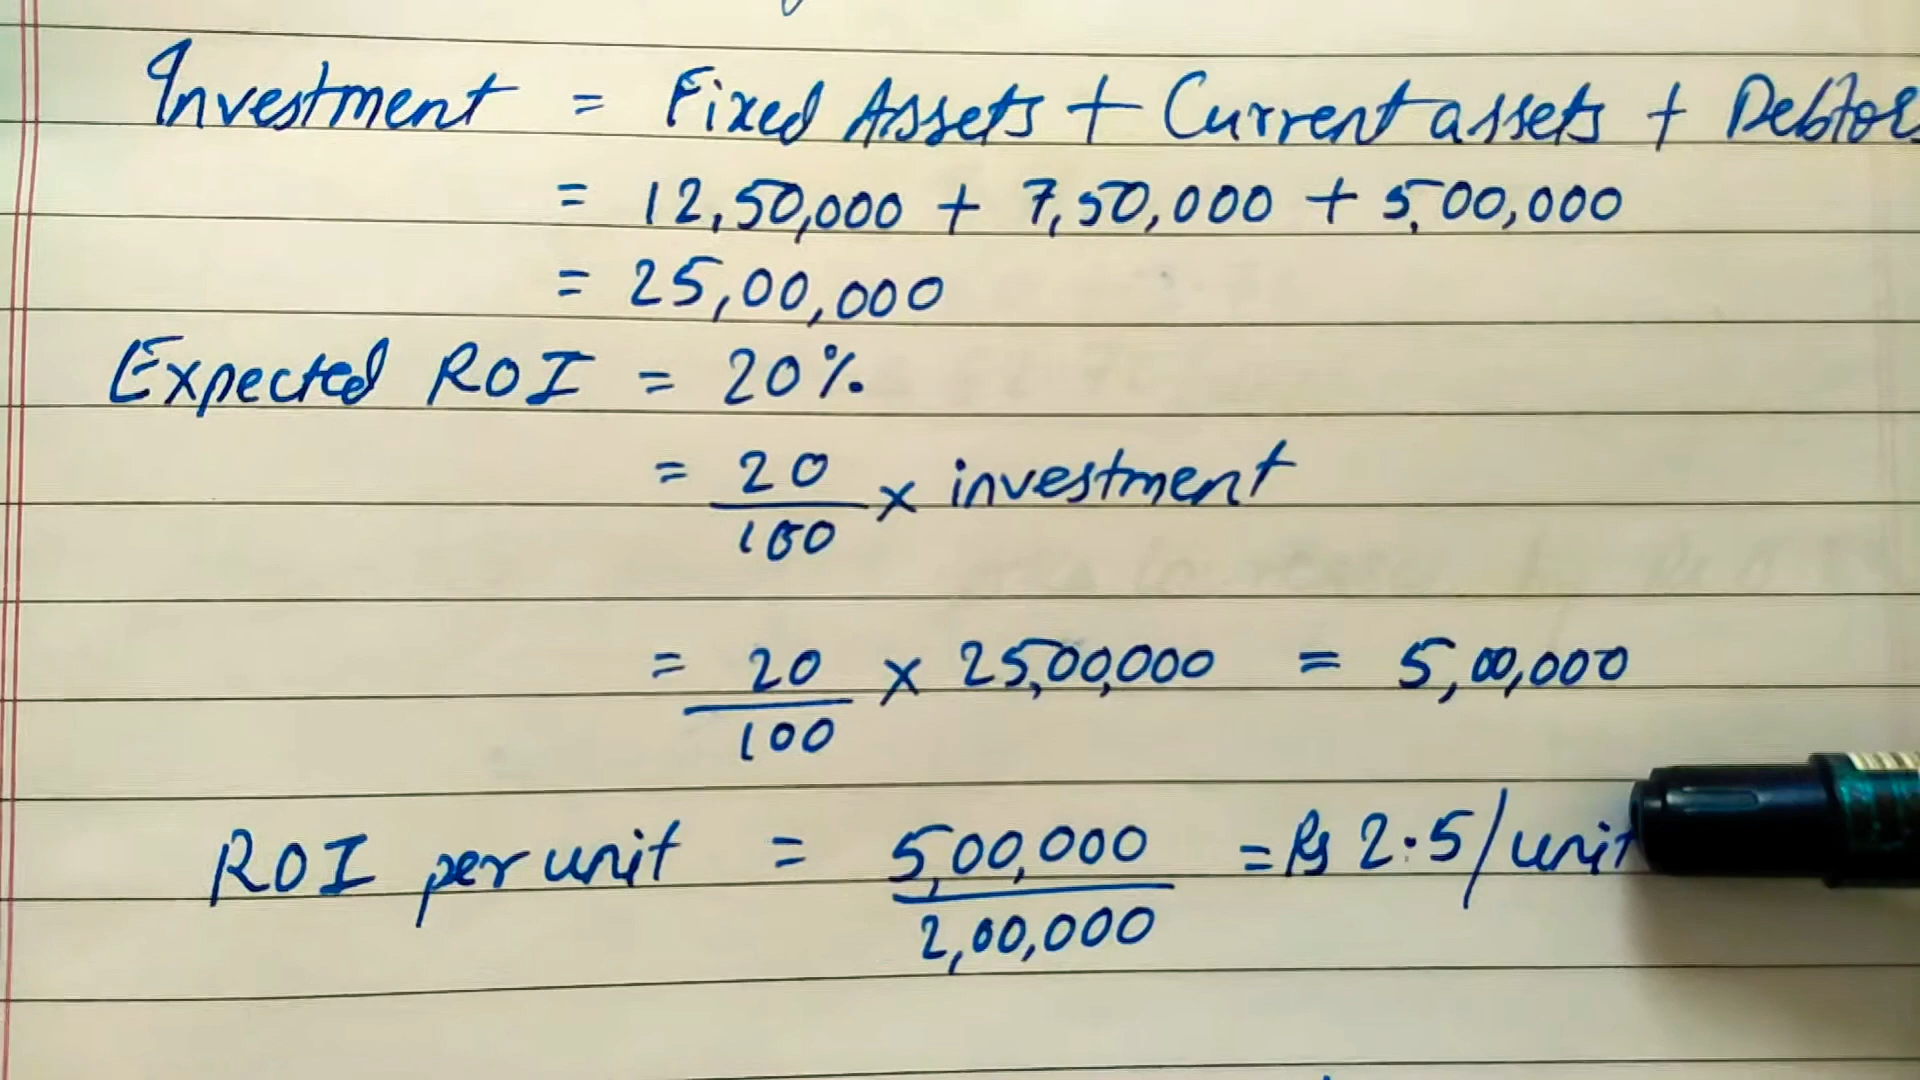 Investment = Fixed Assets + Current assets + Debtors
= 12,50,000 + 7,50,000 + 5,00,000
= 25,00,000
Expected ROI = 20%
= 20/100 × investment
= 20/100 × 25,00,000 = 5,00,000
ROI per unit = 5,00,000/2,00,000 = Rs 2.5/unit